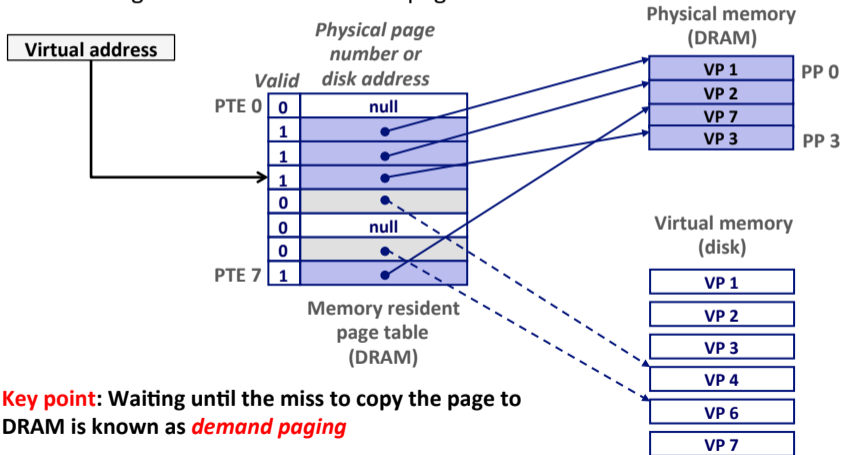 Virtual address
Physical page
number or
disk address
Valid
PTE 0
0
null
1
1
1
0
0
null
0
PTE 7
1
Memory resident
page table
(DRAM)
Physical memory
(DRAM)
VP 1
PP 0
VP 2
VP 7
VP 3
PP 3
Virtual memory
(disk)
VP 1
VP 2
VP 3
VP 4
VP 6
VP 7
Key point: Waiting until the miss to copy the page to
DRAM is known as demand paging